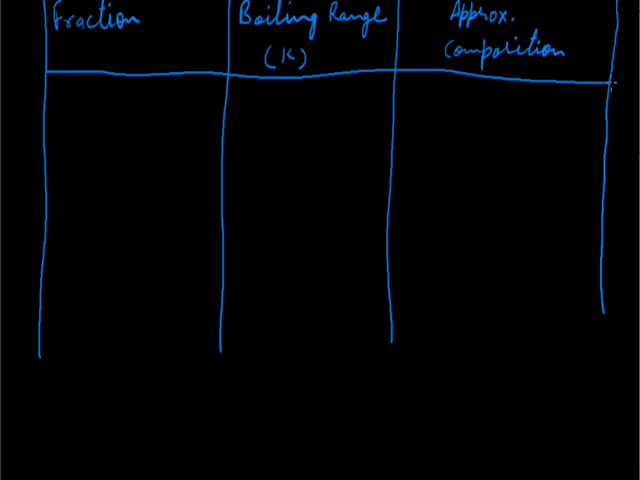 Fraction
Boiling Range
(K)
Approx.
Composition